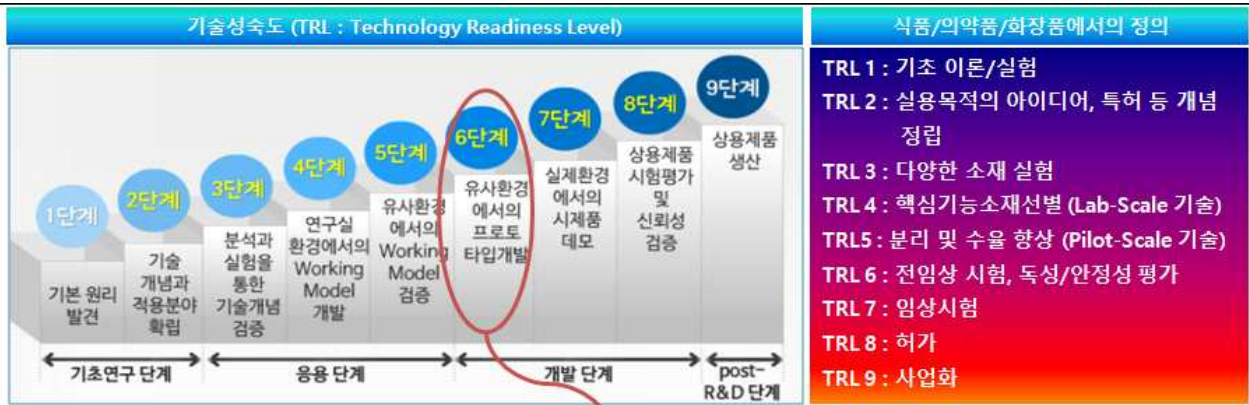 기술성숙도 (TRL : Technology Readiness Level)
1단계
기본 원리
발견
2단계
기술
개념과
적용분야
확립
3단계
분석과
실험을
통한
기술개념
검증
4단계
연구실
환경에서의
Working
Model
개발
5단계
유사환경
에서의
Working
Model
검증
6단계
유사환경
에서의
프로토
타입개발
7단계
실제환경
에서의
시제품
데모
8단계
상용제품
시험평가
및
신뢰성
검증
9단계
상용제품
생산
기초연구 단계
응용 단계
개발 단계
post-
R&D 단계
식품/의약품/화장품에서의 정의
TRL 1 : 기초 이론/실험
TRL 2 : 실용목적의 아이디어, 특허 등 개념
정립
TRL 3 : 다양한 소재 실험
TRL 4 : 핵심기능소재선별 (Lab-Scale 기술)
TRL5 : 분리 및 수율 향상 (Pilot-Scale 기술)
TRL 6 : 전임상 시험, 독성/안정성 평가
TRL 7 : 임상시험
TRL 8 : 허가
TRL 9 : 사업화